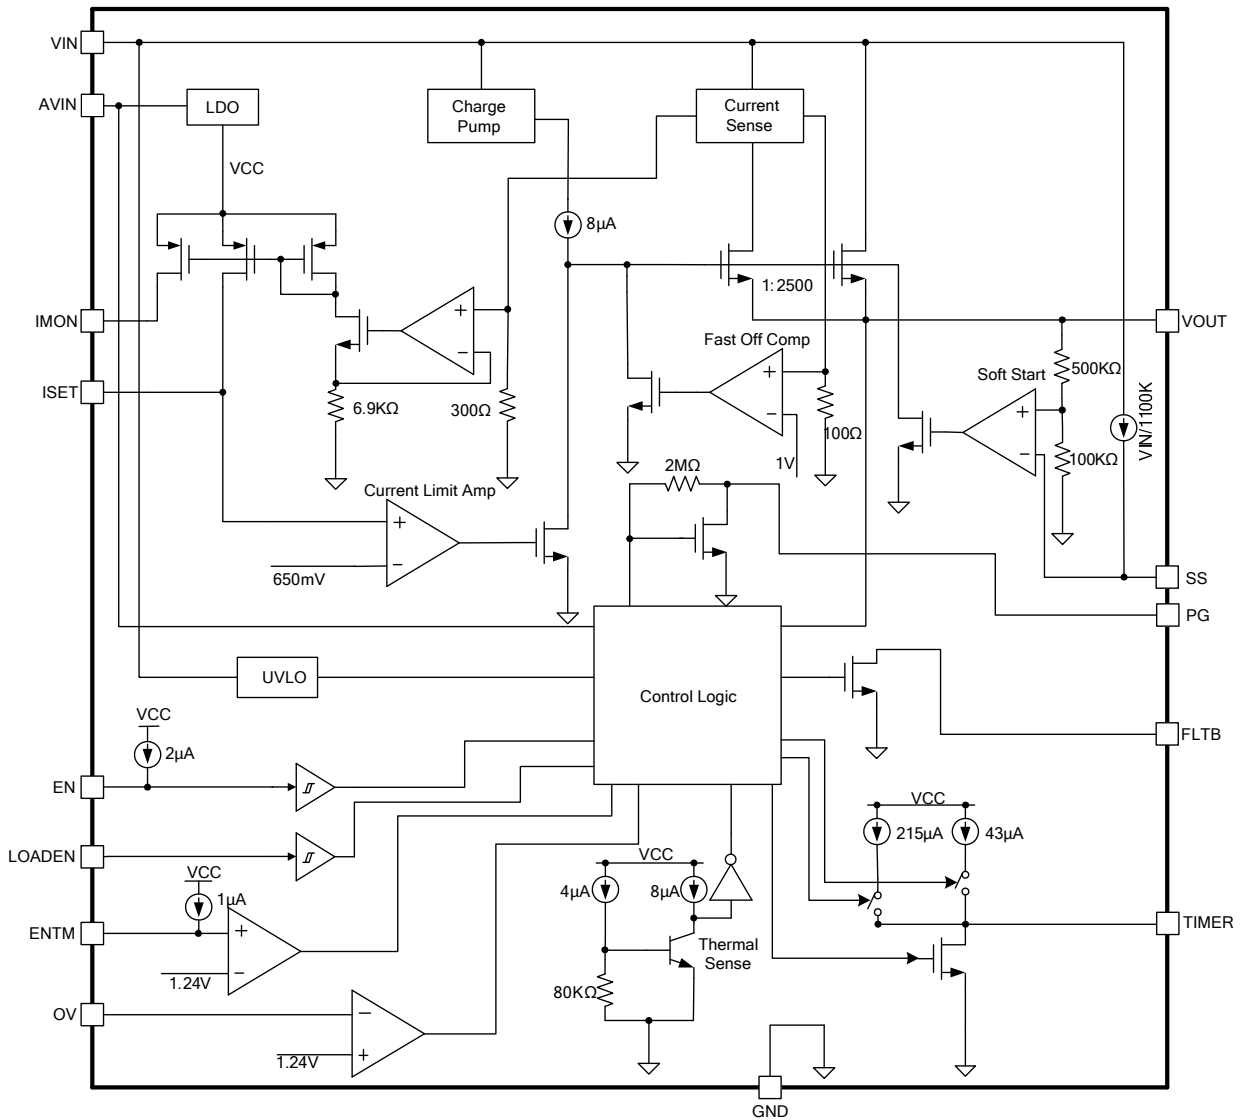 VIN
AVIN
LDO
Charge
Pump
Current
Sense
VCC
8µA
1:2500
IMON
VOUT
Fast Off Comp
+
−
+
−
Soft Start
500KΩ
+
−
ISET
6.9KΩ
300Ω
100Ω
1V
100KΩ
VIN/1100K
2MΩ
Current Limit Amp
+
−
650mV
SS
PG
UVLO
Control Logic
VCC
2µA
FLTB
EN
VCC
215µA
43µA
LOADEN
VCC
1µA
VCC
4µA
8µA
ENTM
+
−
1.24V
Thermal
Sense
TIMER
80KΩ
OV
−
+
1.24V
GND